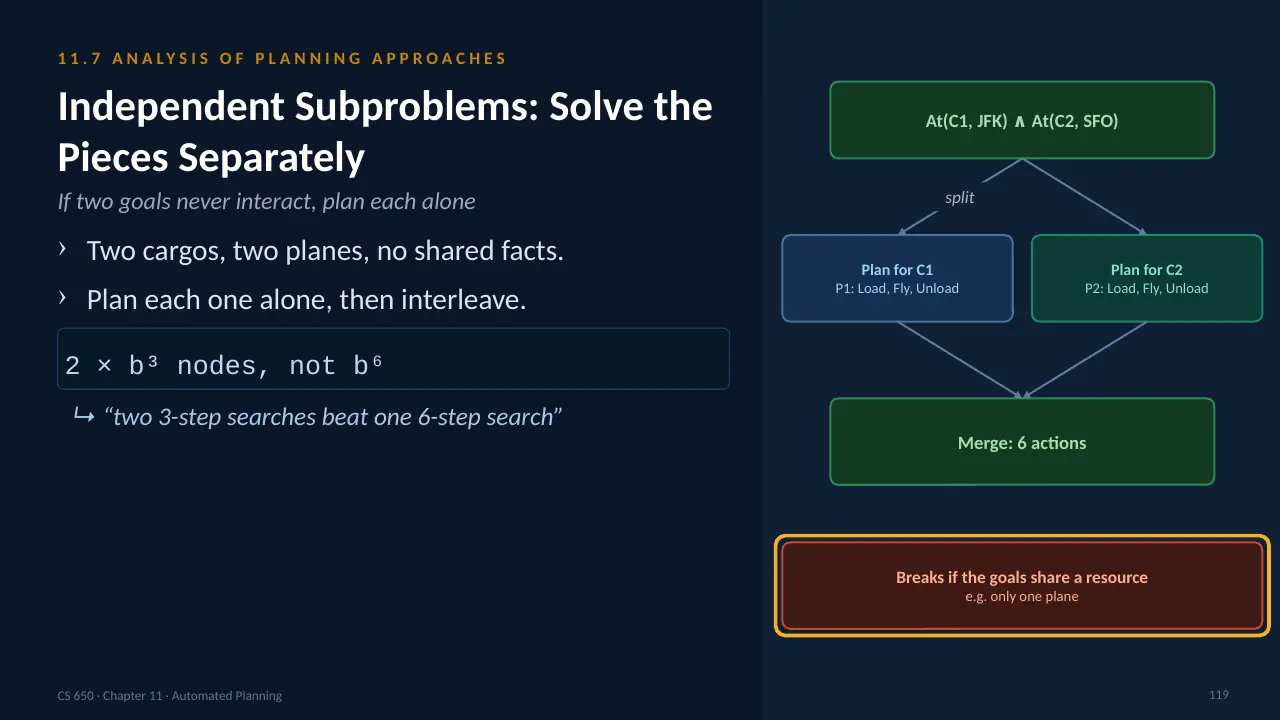 11.7 ANALYSIS OF PLANNING APPROACHES
Independent Subproblems: Solve the
Pieces Separately
If two goals never interact, plan each alone
› Two cargos, two planes, no shared facts.
› Plan each one alone, then interleave.
2 × b³ nodes, not b⁶
↪ “two 3-step searches beat one 6-step search”
At(C1, JFK) ∧ At(C2, SFO)
split
Plan for C1
P1: Load, Fly, Unload
Plan for C2
P2: Load, Fly, Unload
Merge: 6 actions
Breaks if the goals share a resource
e.g. only one plane
CS 650 · Chapter 11 · Automated Planning
119